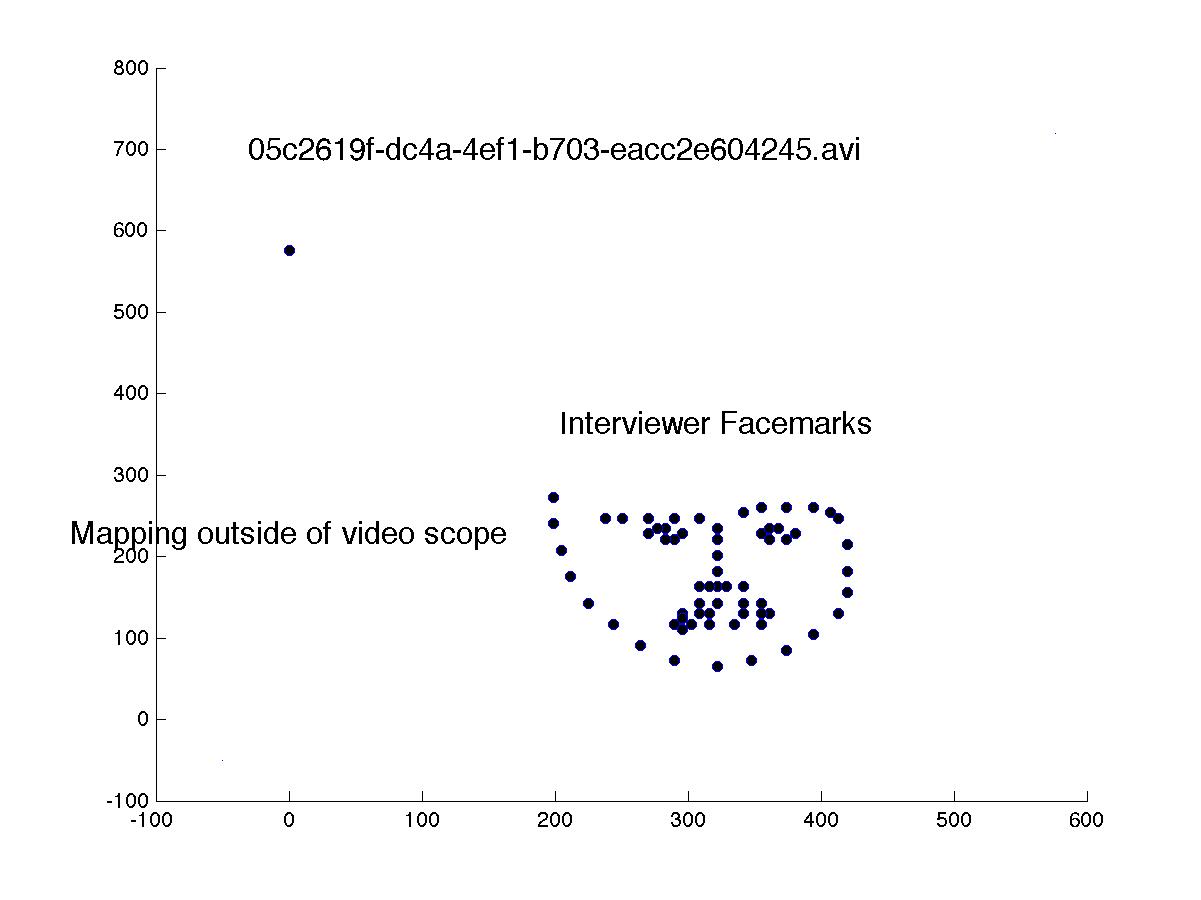 800
700
05c2619f-dc4a-4ef1-b703-eacc2e604245.avi
600
500
400
Interviewer Facemarks
300
Mapping outside of video scope
200
100
0
-100
-100 0 100 200 300 400 500 600